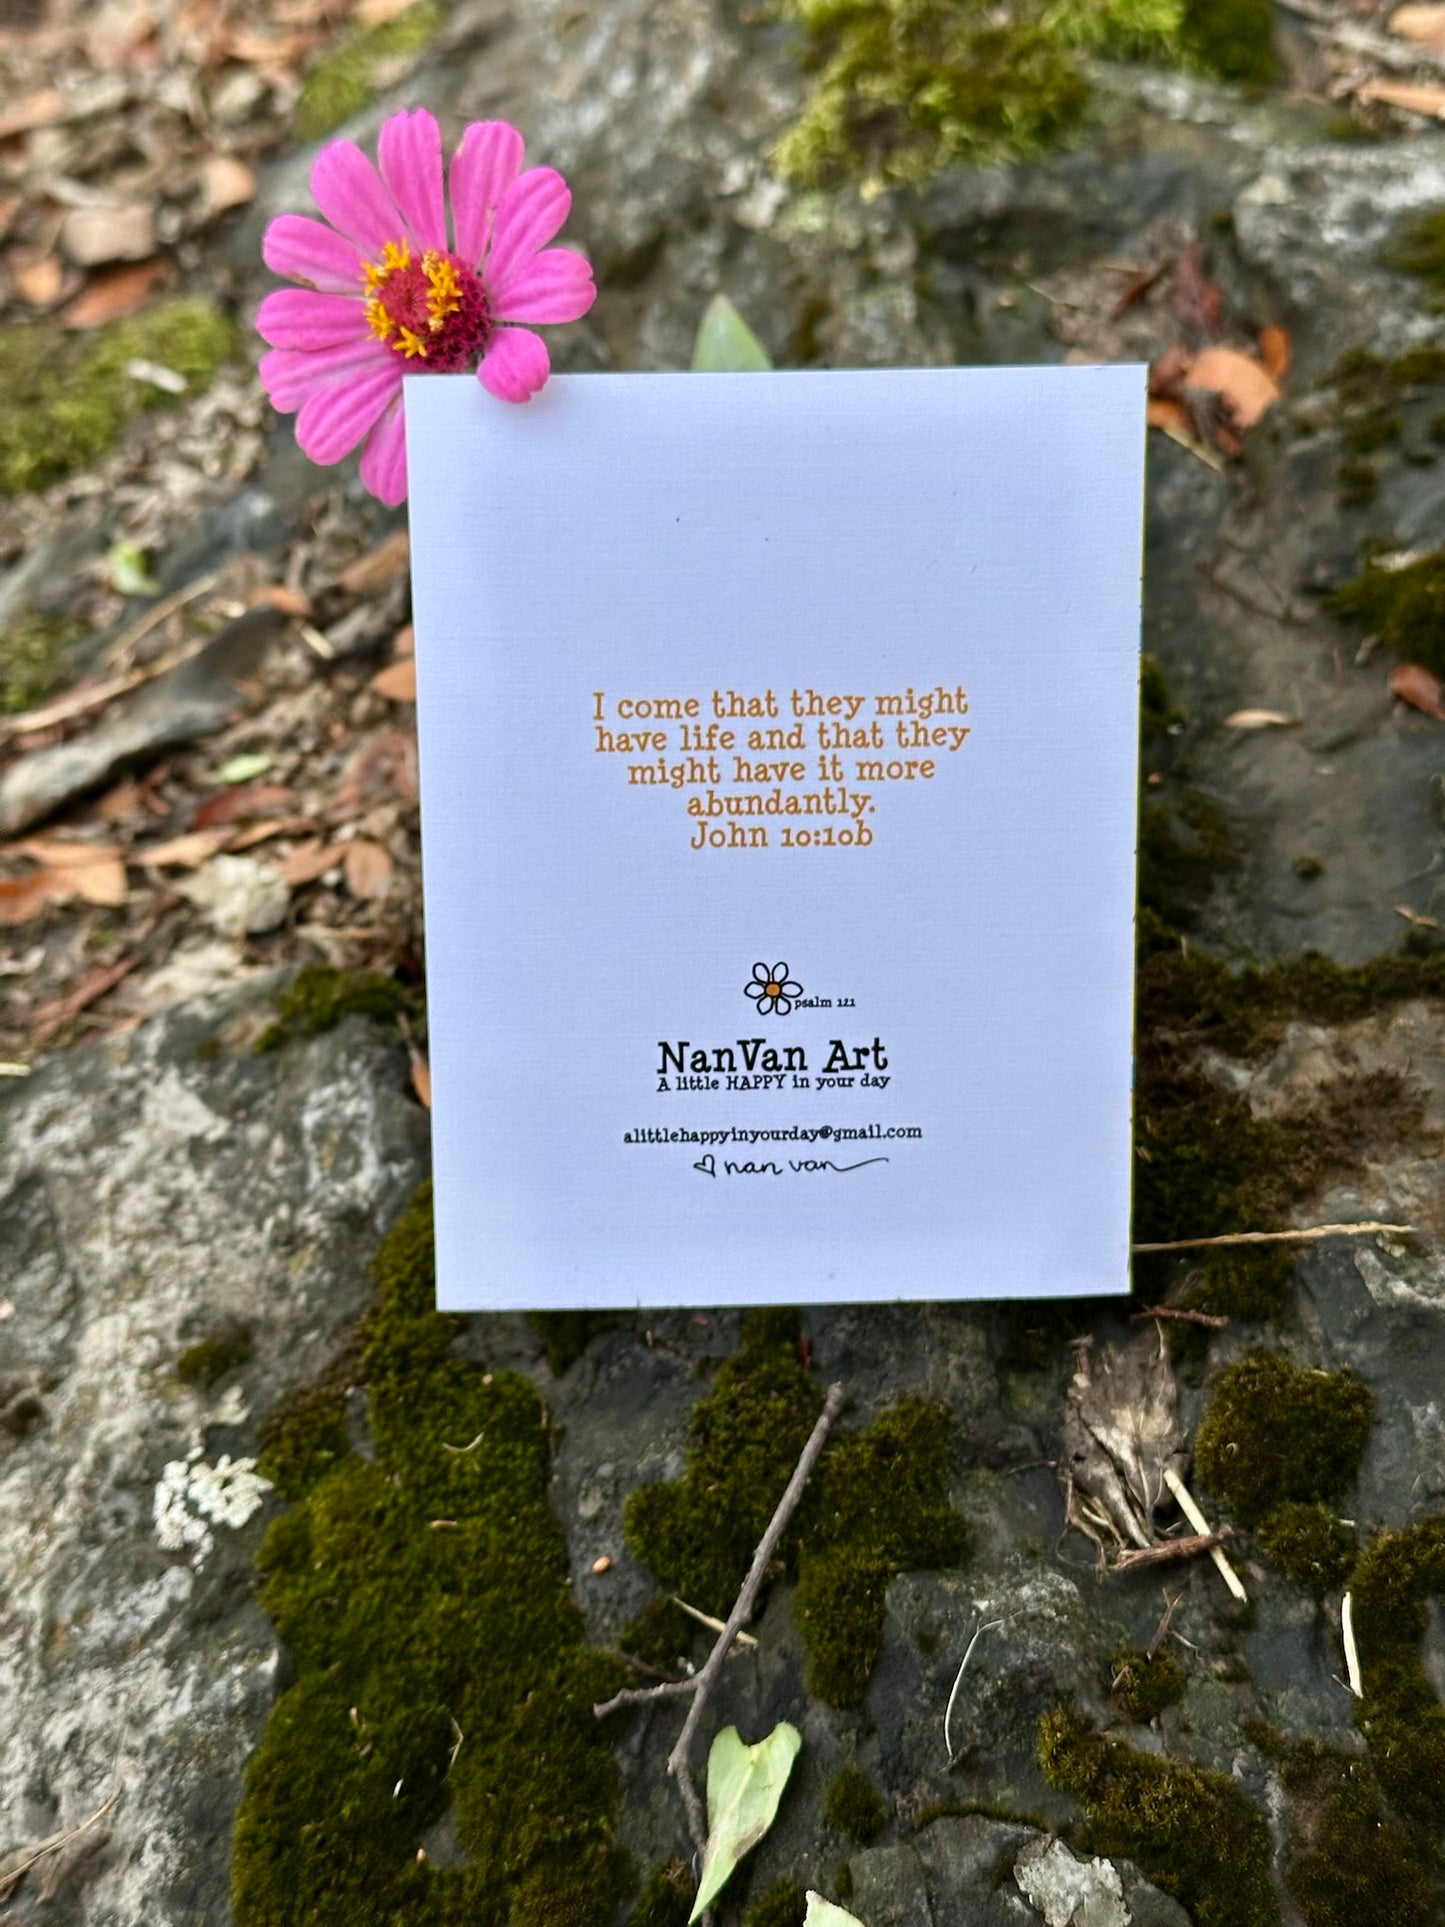 I come that they might
have life and that they
might have it more
abundantly.
John 10:10b
psalm 121
NanVan Art
A little HAPPY in your day
alittlehappyinyourday@gmail.com
nan van